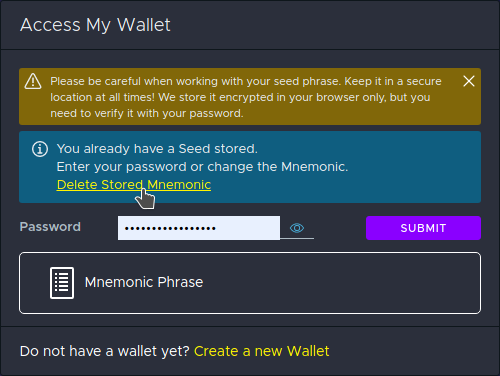 Access My Wallet
Please be careful when working with your seed phrase. Keep it in a secure
location at all times! We store it encrypted in your browser only, but you
need to verify it with your password.
You already have a Seed stored.
Enter your password or change the Mnemonic.
Delete Stored Mnemonic
Password ••••••••••••••••• SUBMIT
Mnemonic Phrase
Do not have a wallet yet? Create a new Wallet